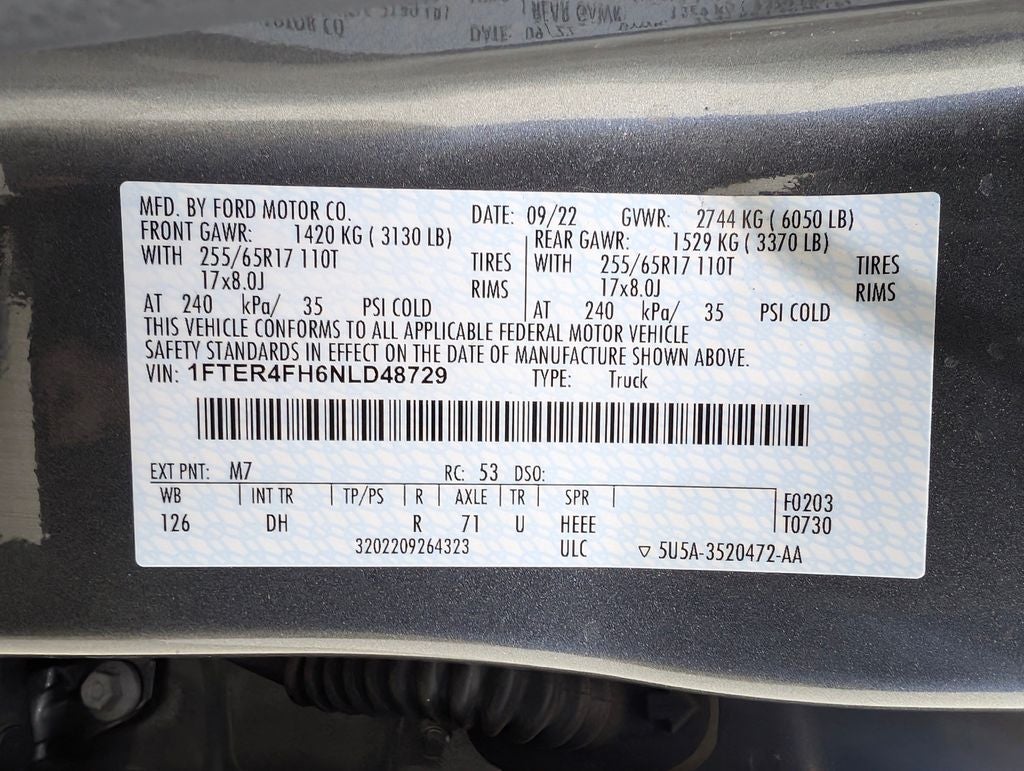 MFD. BY FORD MOTOR CO. DATE: 09/22 GVWR: 2744 KG ( 6050 LB)
FRONT GAWR: 1420 KG ( 3130 LB) REAR GAWR: 1529 KG ( 3370 LB)
WITH 255/65R17 110T TIRES WITH 255/65R17 110T TIRES
17x8.0J RIMS 17x8.0J RIMS
AT 240 kPa/ 35 PSI COLD AT 240 kPa/ 35 PSI COLD
THIS VEHICLE CONFORMS TO ALL APPLICABLE FEDERAL MOTOR VEHICLE
SAFETY STANDARDS IN EFFECT ON THE DATE OF MANUFACTURE SHOWN ABOVE.
VIN: 1FTER4FH6NLD48729 TYPE: Truck
EXT PNT: M7 RC: 53 DSO:
WB INT TR TP/PS R AXLE TR SPR F0203
126 DH R 71 U HEEE T0730
3202209264323 ULC ▽ 5U5A-3520472-AA